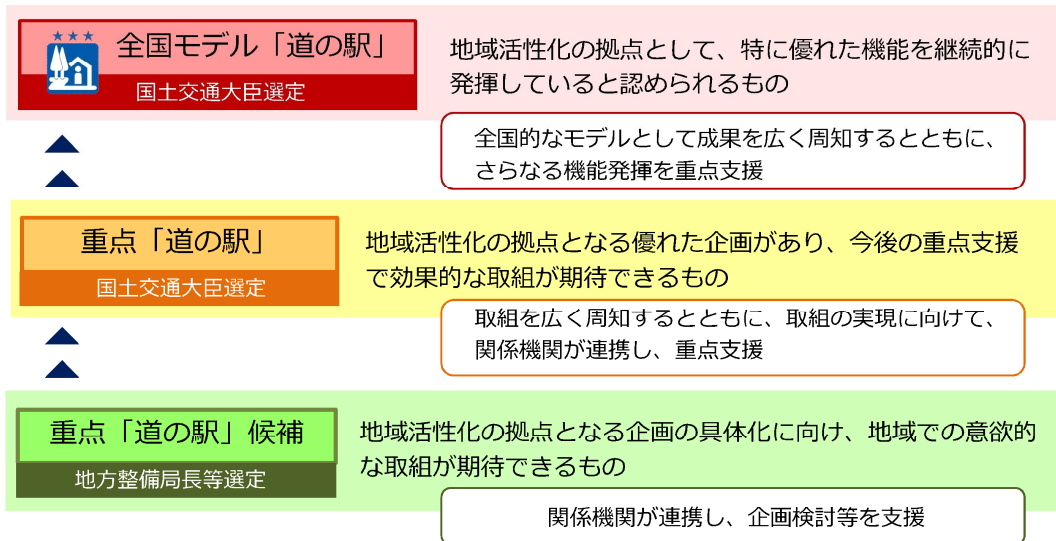 全国モデル「道の駅」
国土交通大臣選定
地域活性化の拠点として、特に優れた機能を継続的に
発揮していると認められるもの
全国的なモデルとして成果を広く周知するとともに、
さらなる機能発揮を重点支援
重点「道の駅」
国土交通大臣選定
地域活性化の拠点となる優れた企画があり、今後の重点支援
で効果的な取組が期待できるもの
取組を広く周知するとともに、取組の実現に向けて、
関係機関が連携し、重点支援
重点「道の駅」候補
地方整備局長等選定
地域活性化の拠点となる企画の具体化に向け、地域での意欲的
な取組が期待できるもの
関係機関が連携し、企画検討等を支援